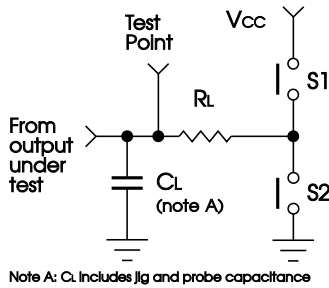 Test
Point
VCC
S1
RL
From
output
under
test
CL
(note A)
S2
Note A: CL includes jig and probe capacitance